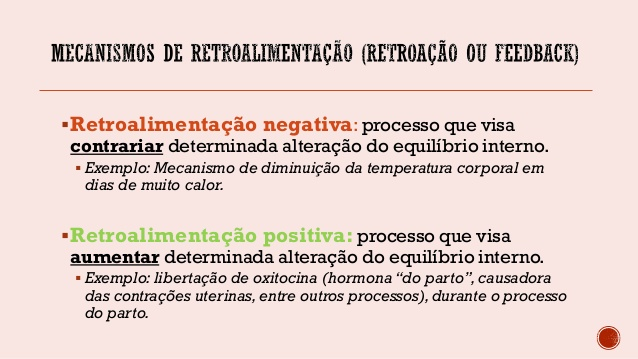 MECANISMOS DE RETROALIMENTAÇÃO (RETROAÇÃO OU FEEDBACK)
▪Retroalimentação negativa: processo que visa
contrariar determinada alteração do equilíbrio interno.
▪ Exemplo: Mecanismo de diminuição da temperatura corporal em
dias de muito calor.
▪Retroalimentação positiva: processo que visa
aumentar determinada alteração do equilíbrio interno.
▪ Exemplo: libertação de oxitocina (hormona “do parto”, causadora
das contrações uterinas, entre outros processos), durante o processo
do parto.